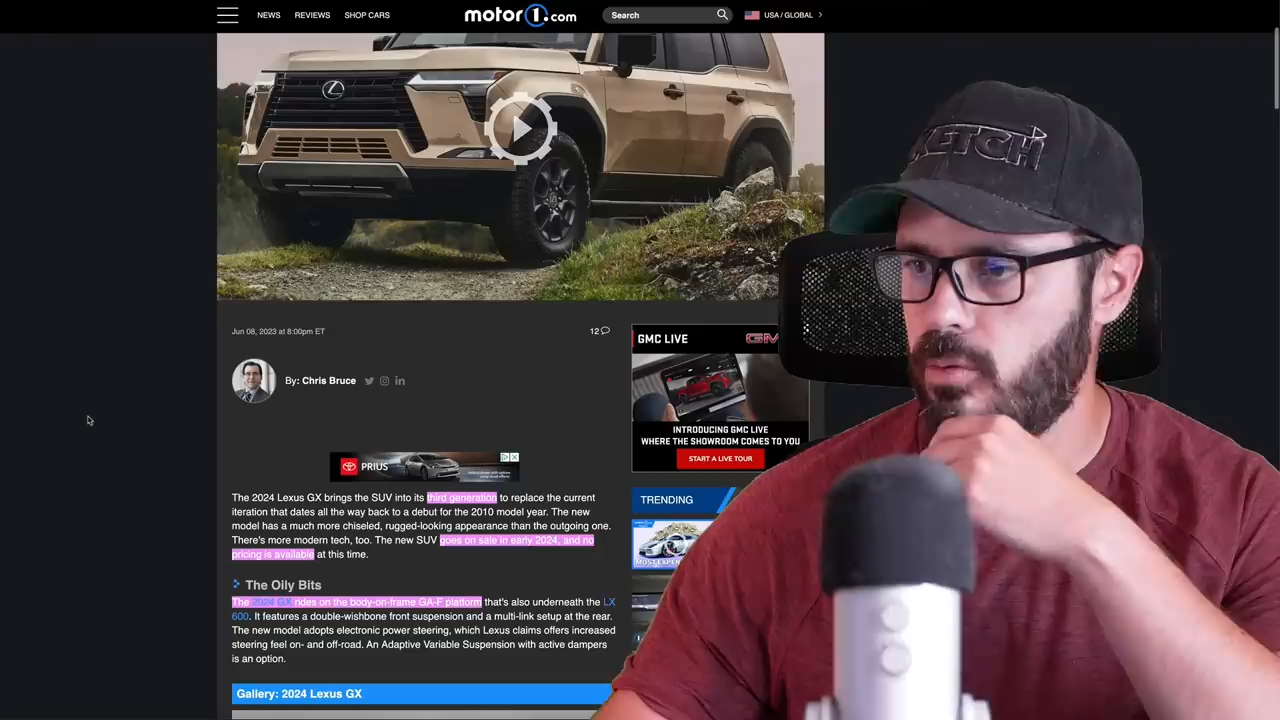 NEWS REVIEWS SHOP CARS motor1.com Search USA / GLOBAL
Jun 08, 2023 at 8:00pm ET 12
By: Chris Bruce
PRIUS
The 2024 Lexus GX brings the SUV into its third generation to replace the current
iteration that dates all the way back to a debut for the 2010 model year. The new
model has a much more chiseled, rugged-looking appearance than the outgoing one.
There's more modern tech, too. The new SUV goes on sale in early 2024, and no
pricing is available at this time.
The Oily Bits
The 2024 GX rides on the body-on-frame GA-F platform that's also underneath the LX
600. It features a double-wishbone front suspension and a multi-link setup at the rear.
The new model adopts electronic power steering, which Lexus claims offers increased
steering feel on- and off-road. An Adaptive Variable Suspension with active dampers
is an option.
Gallery: 2024 Lexus GX
GMC LIVE
INTRODUCING GMC LIVE
WHERE THE SHOWROOM COMES TO YOU
START A LIVE TOUR
TRENDING